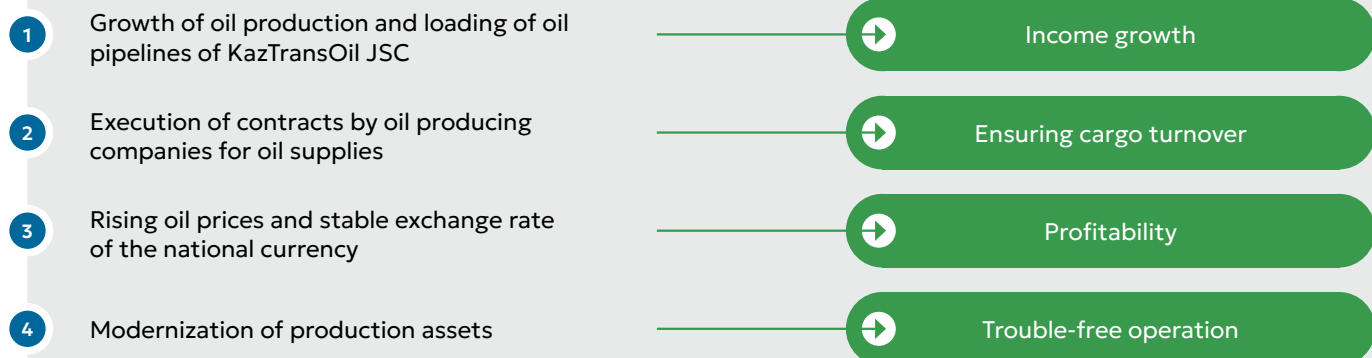 1
Growth of oil production and loading of oil
pipelines of KazTransOil JSC
Income growth
2
Execution of contracts by oil producing
companies for oil supplies
Ensuring cargo turnover
3
Rising oil prices and stable exchange rate
of the national currency
Profitability
4
Modernization of production assets
Trouble-free operation